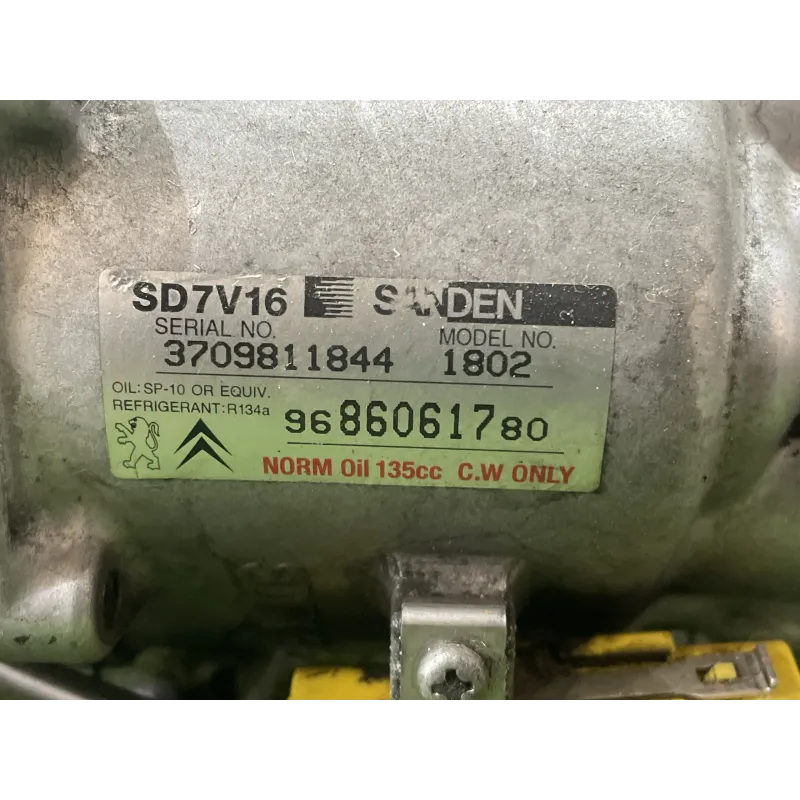 SD7V16 SANDEN
SERIAL NO. MODEL NO.
3709811844 1802
OIL:SP-10 OR EQUIV.
REFRIGERANT:R134a
9686061780
NORM Oil 135cc C.W ONLY